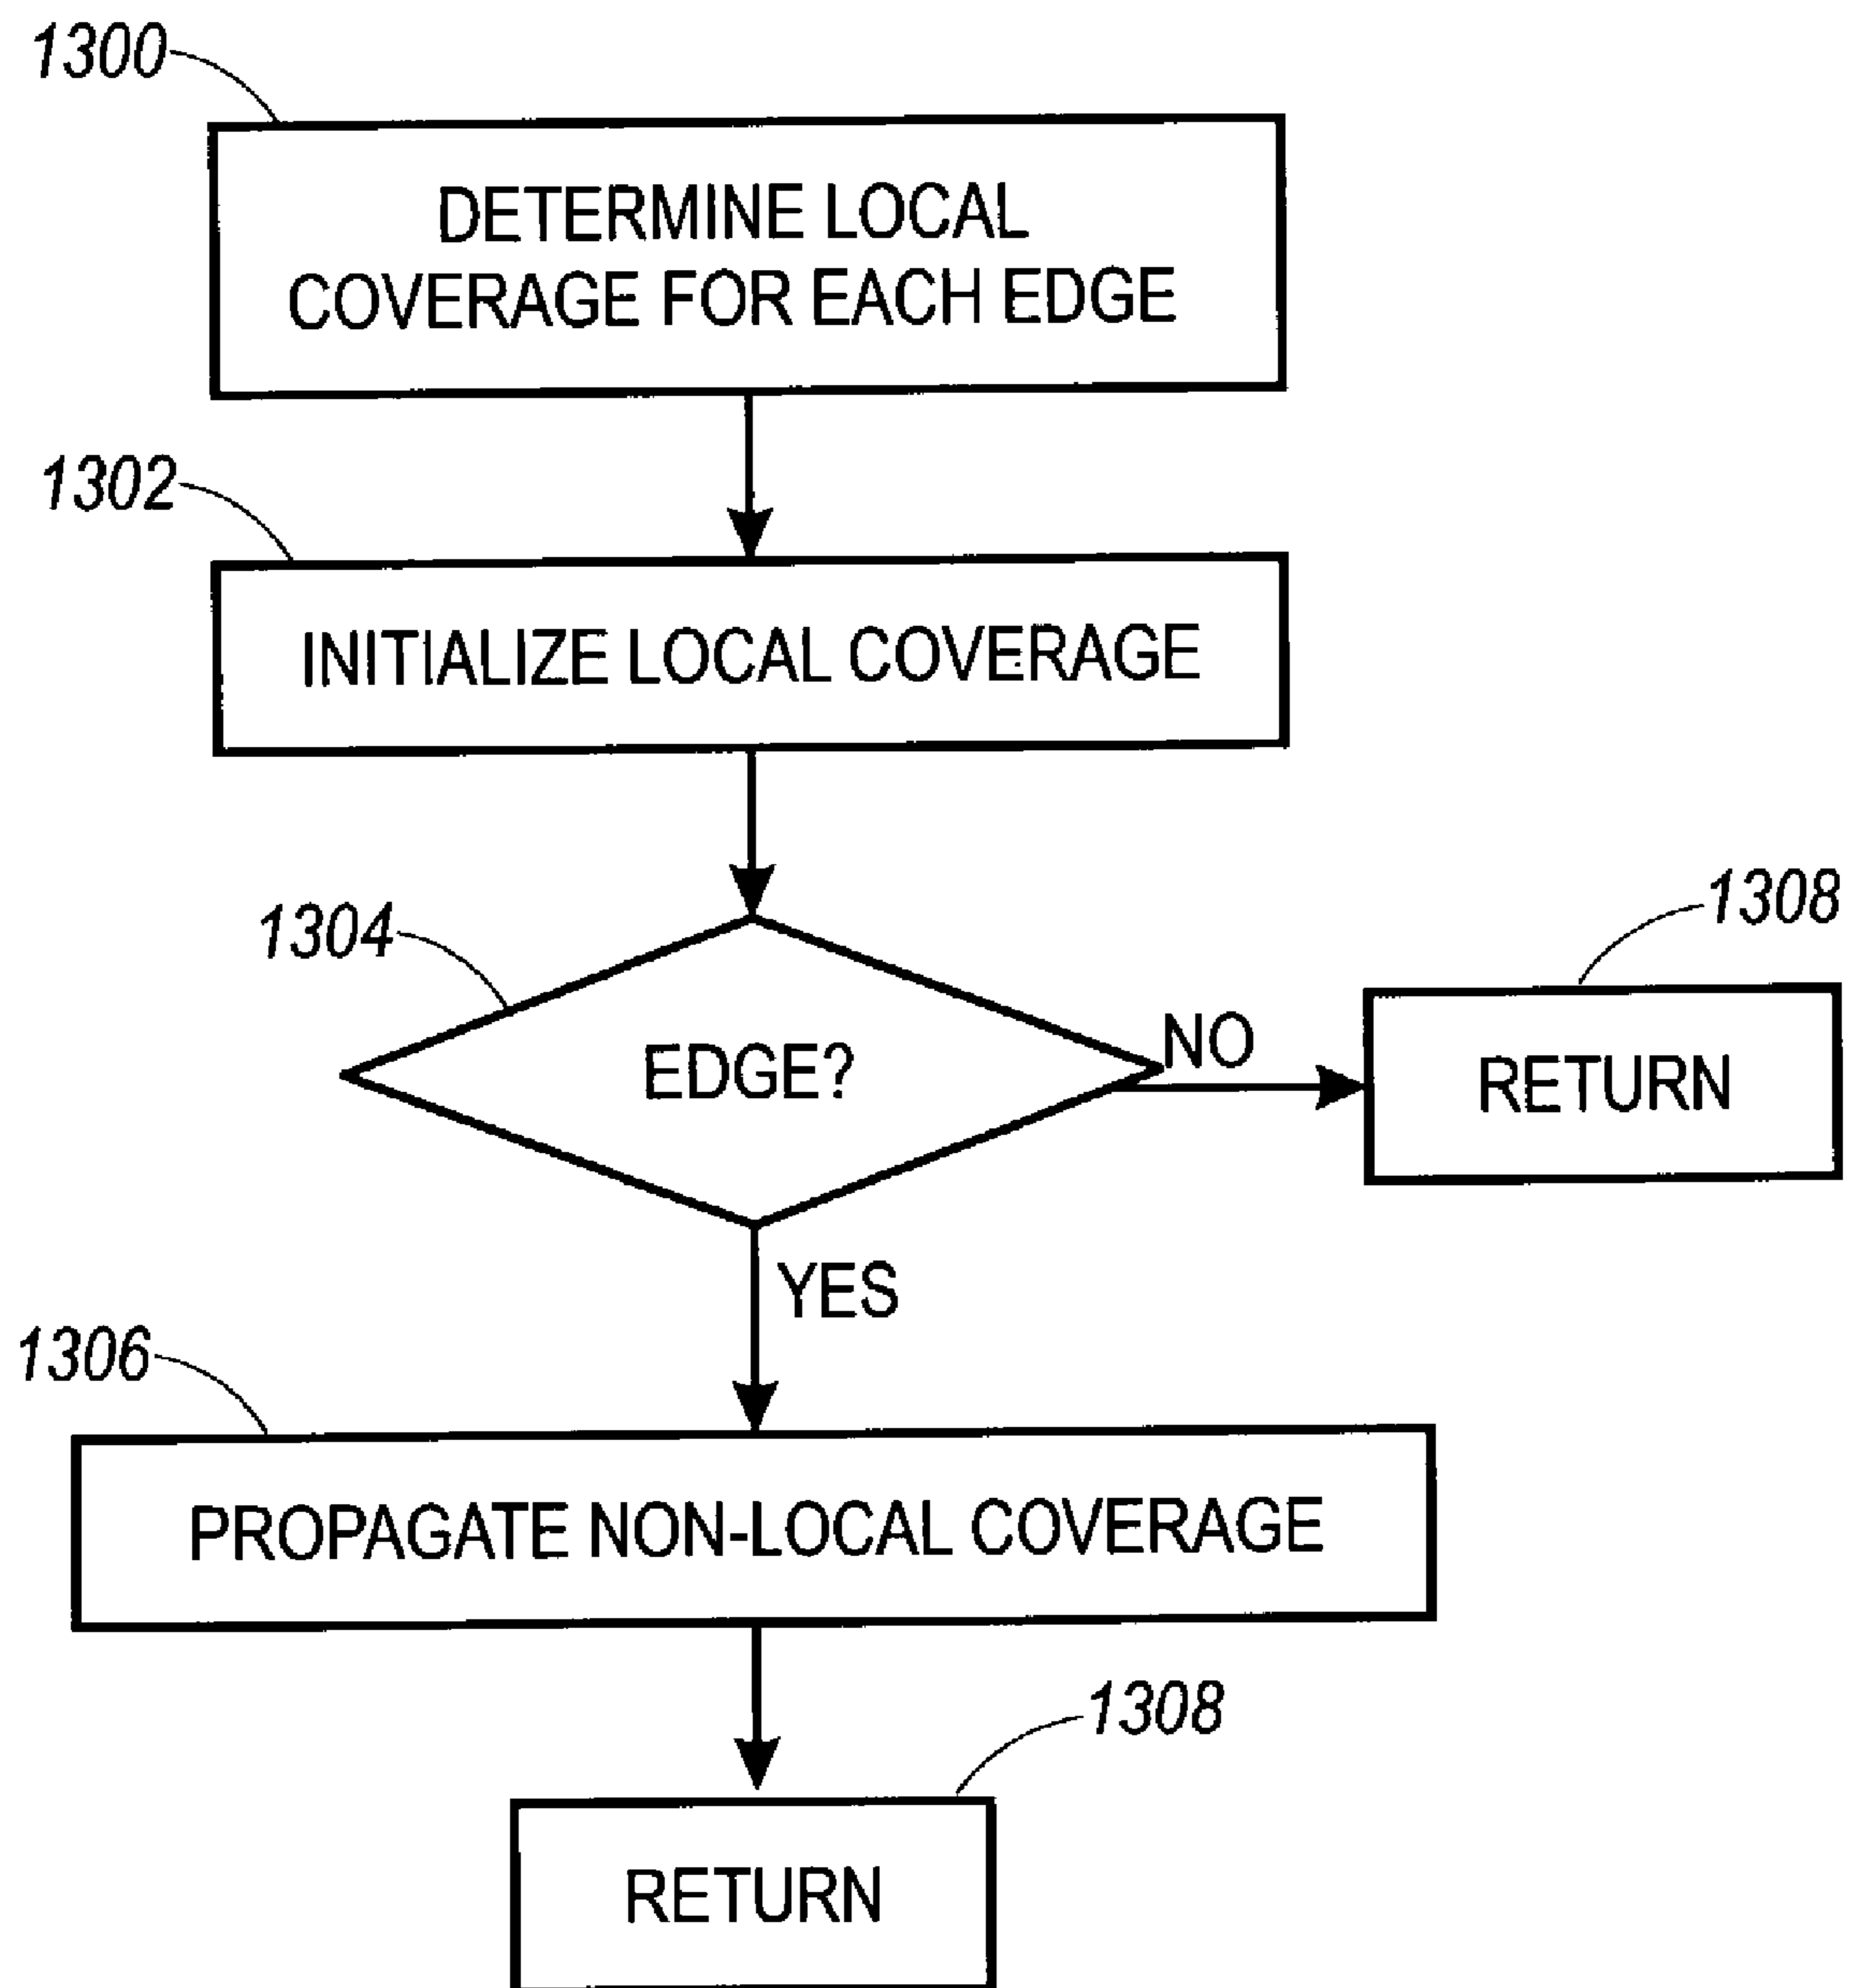 1300
DETERMINE LOCAL
COVERAGE FOR EACH EDGE
1302
INITIALIZE LOCAL COVERAGE
1304
EDGE?
NO
1308
RETURN
YES
1306
PROPAGATE NON-LOCAL COVERAGE
1308
RETURN